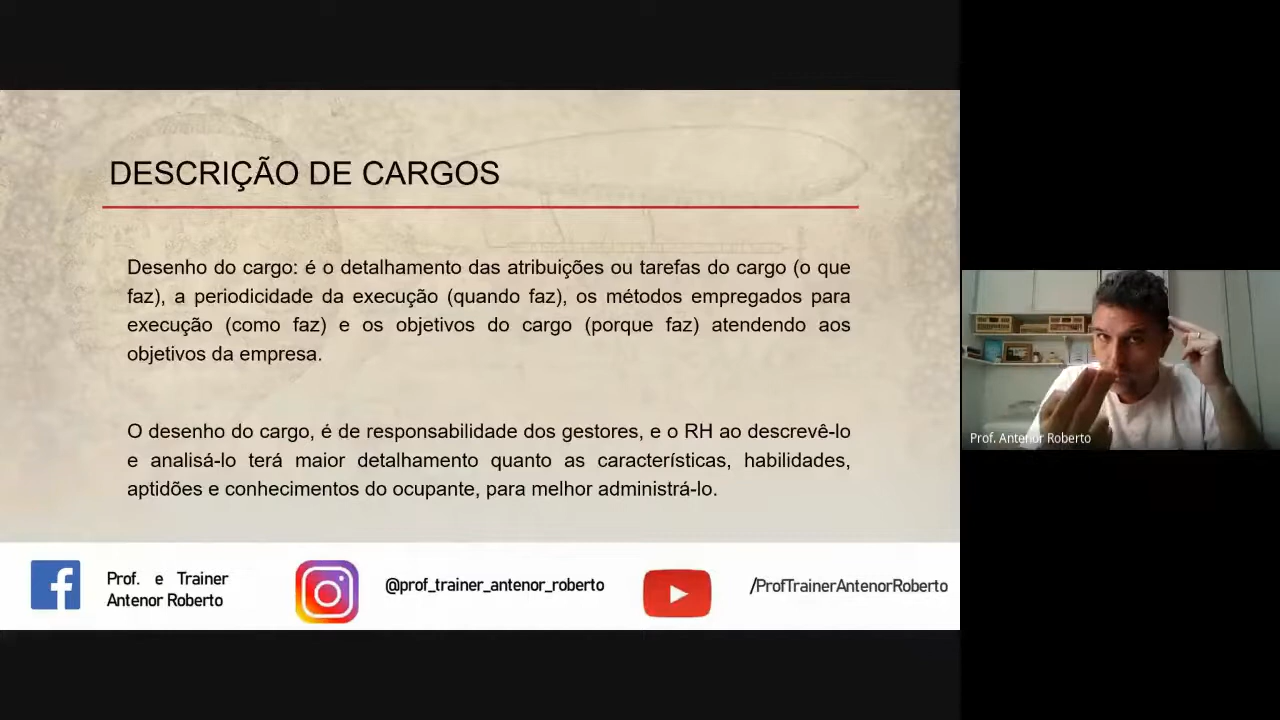 DESCRIÇÃO DE CARGOS
Desenho do cargo: é o detalhamento das atribuições ou tarefas do cargo (o que
faz), a periodicidade da execução (quando faz), os métodos empregados para
execução (como faz) e os objetivos do cargo (porque faz) atendendo aos
objetivos da empresa.
O desenho do cargo, é de responsabilidade dos gestores, e o RH ao descrevê-lo
e analisá-lo terá maior detalhamento quanto as características, habilidades,
aptidões e conhecimentos do ocupante, para melhor administrá-lo.
Prof. Antenor Roberto
Prof. e Trainer
Antenor Roberto
@prof_trainer_antenor_roberto
/ProfTrainerAntenorRoberto